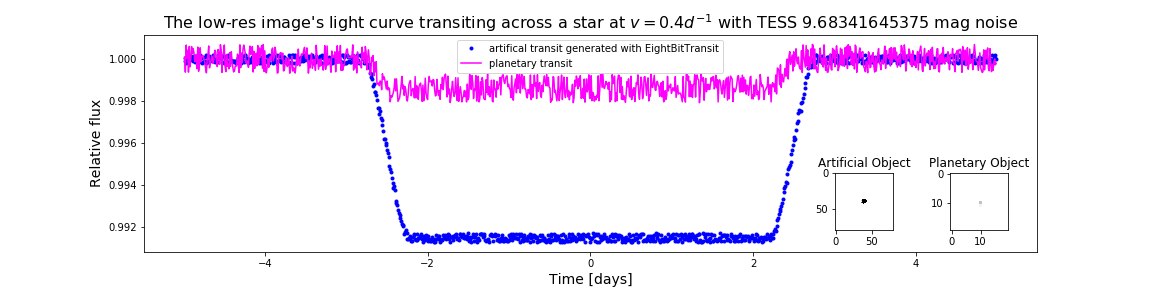 The low-res image's light curve transiting across a star at v = 0.4d⁻¹ with TESS 9.68341645375 mag noise
artifical transit generated with EightBitTransit
planetary transit
Relative flux
1.000
0.998
0.996
0.994
0.992
−4
−2
0
2
4
Time [days]
Artificial Object
0
50
0
50
Planetary Object
0
10
0
10